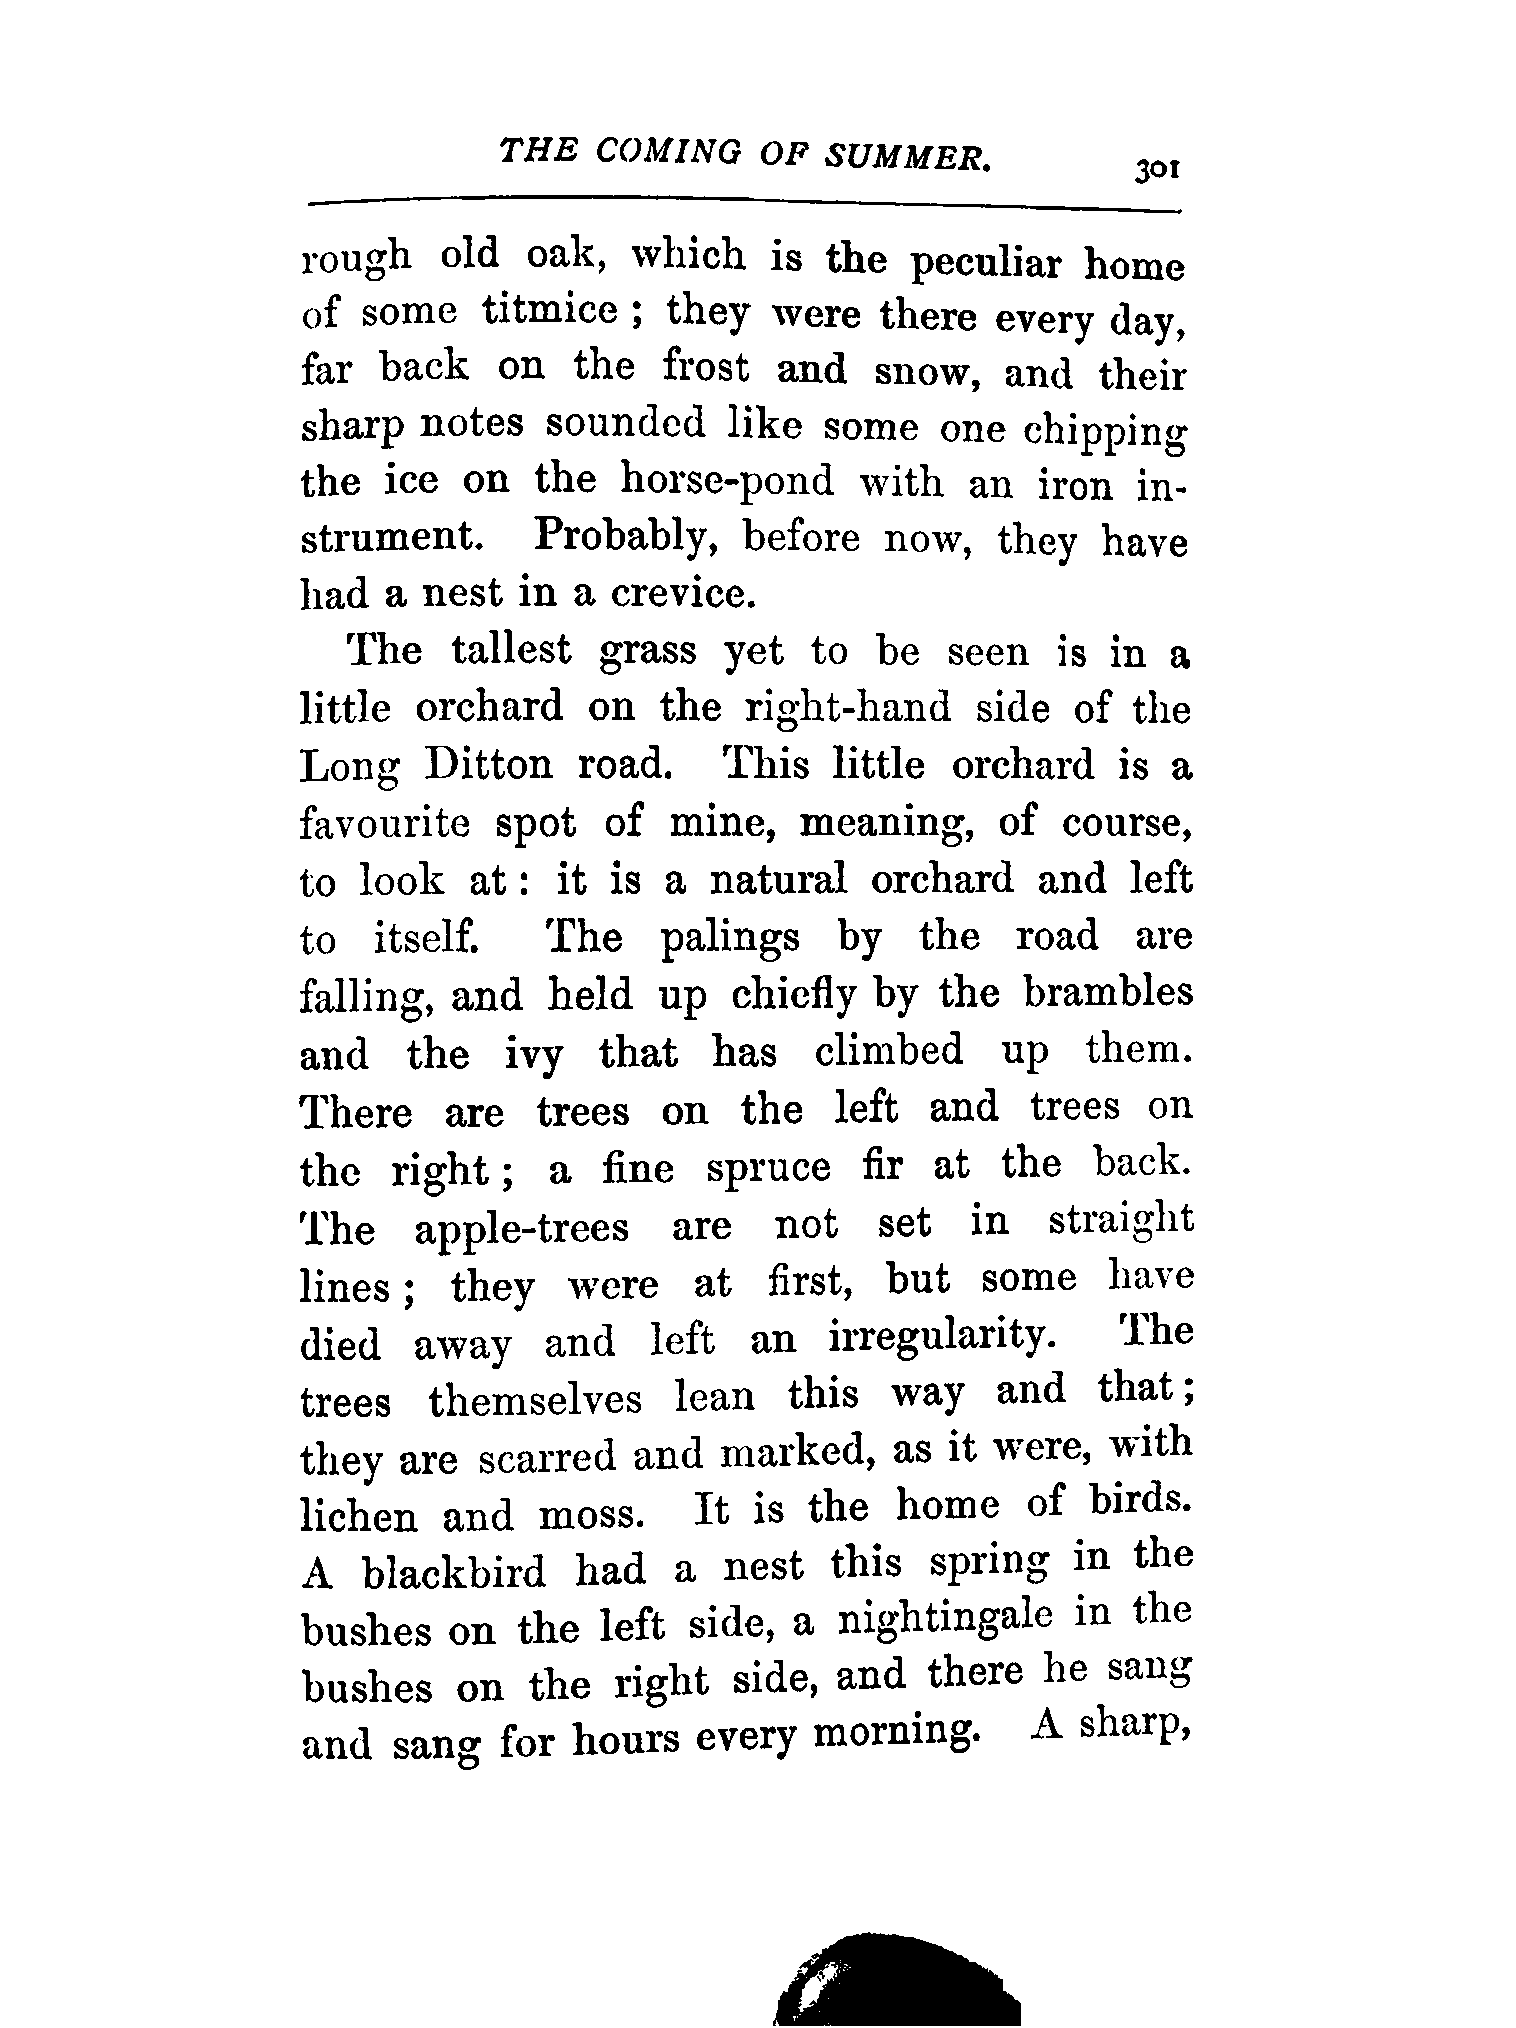 THE COMING OF SUMMER. 301
rough old oak, which is the peculiar home
of some titmice ; they were there every day,
far back on the frost and snow, and their
sharp notes sounded like some one chipping
the ice on the horse-pond with an iron in-
strument. Probably, before now, they have
had a nest in a crevice.
The tallest grass yet to be seen is in a
little orchard on the right-hand side of the
Long Ditton road. This little orchard is a
favourite spot of mine, meaning, of course,
to look at : it is a natural orchard and left
to itself. The palings by the road are
falling, and held up chiefly by the brambles
and the ivy that has climbed up them.
There are trees on the left and trees on
the right ; a fine spruce fir at the back.
The apple-trees are not set in straight
lines ; they were at first, but some have
died away and left an irregularity. The
trees themselves lean this way and that ;
they are scarred and marked, as it were, with
lichen and moss. It is the home of birds.
A blackbird had a nest this spring in the
bushes on the left side, a nightingale in the
bushes on the right side, and there he sang
and sang for hours every morning. A sharp,